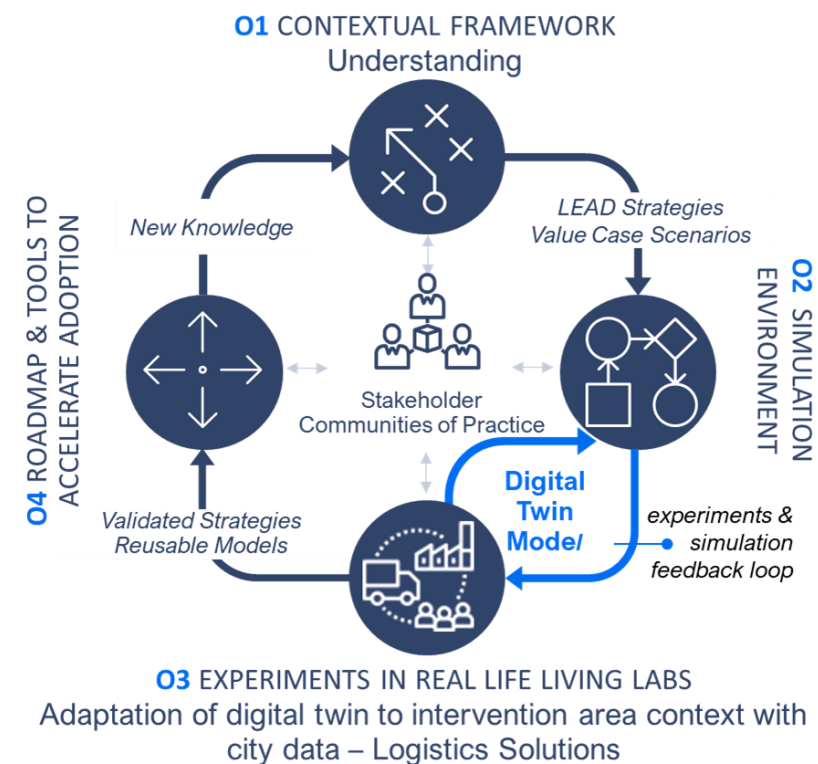 O1 CONTEXTUAL FRAMEWORK
Understanding
New Knowledge
LEAD Strategies
Value Case Scenarios
O2 SIMULATION
ENVIRONMENT
O4 ROADMAP & TOOLS TO
ACCELERATE ADOPTION
Stakeholder
Communities of Practice
Digital
Twin
Model
experiments &
simulation
feedback loop
Validated Strategies
Reusable Models
O3 EXPERIMENTS IN REAL LIFE LIVING LABS
Adaptation of digital twin to intervention area context with
city data – Logistics Solutions